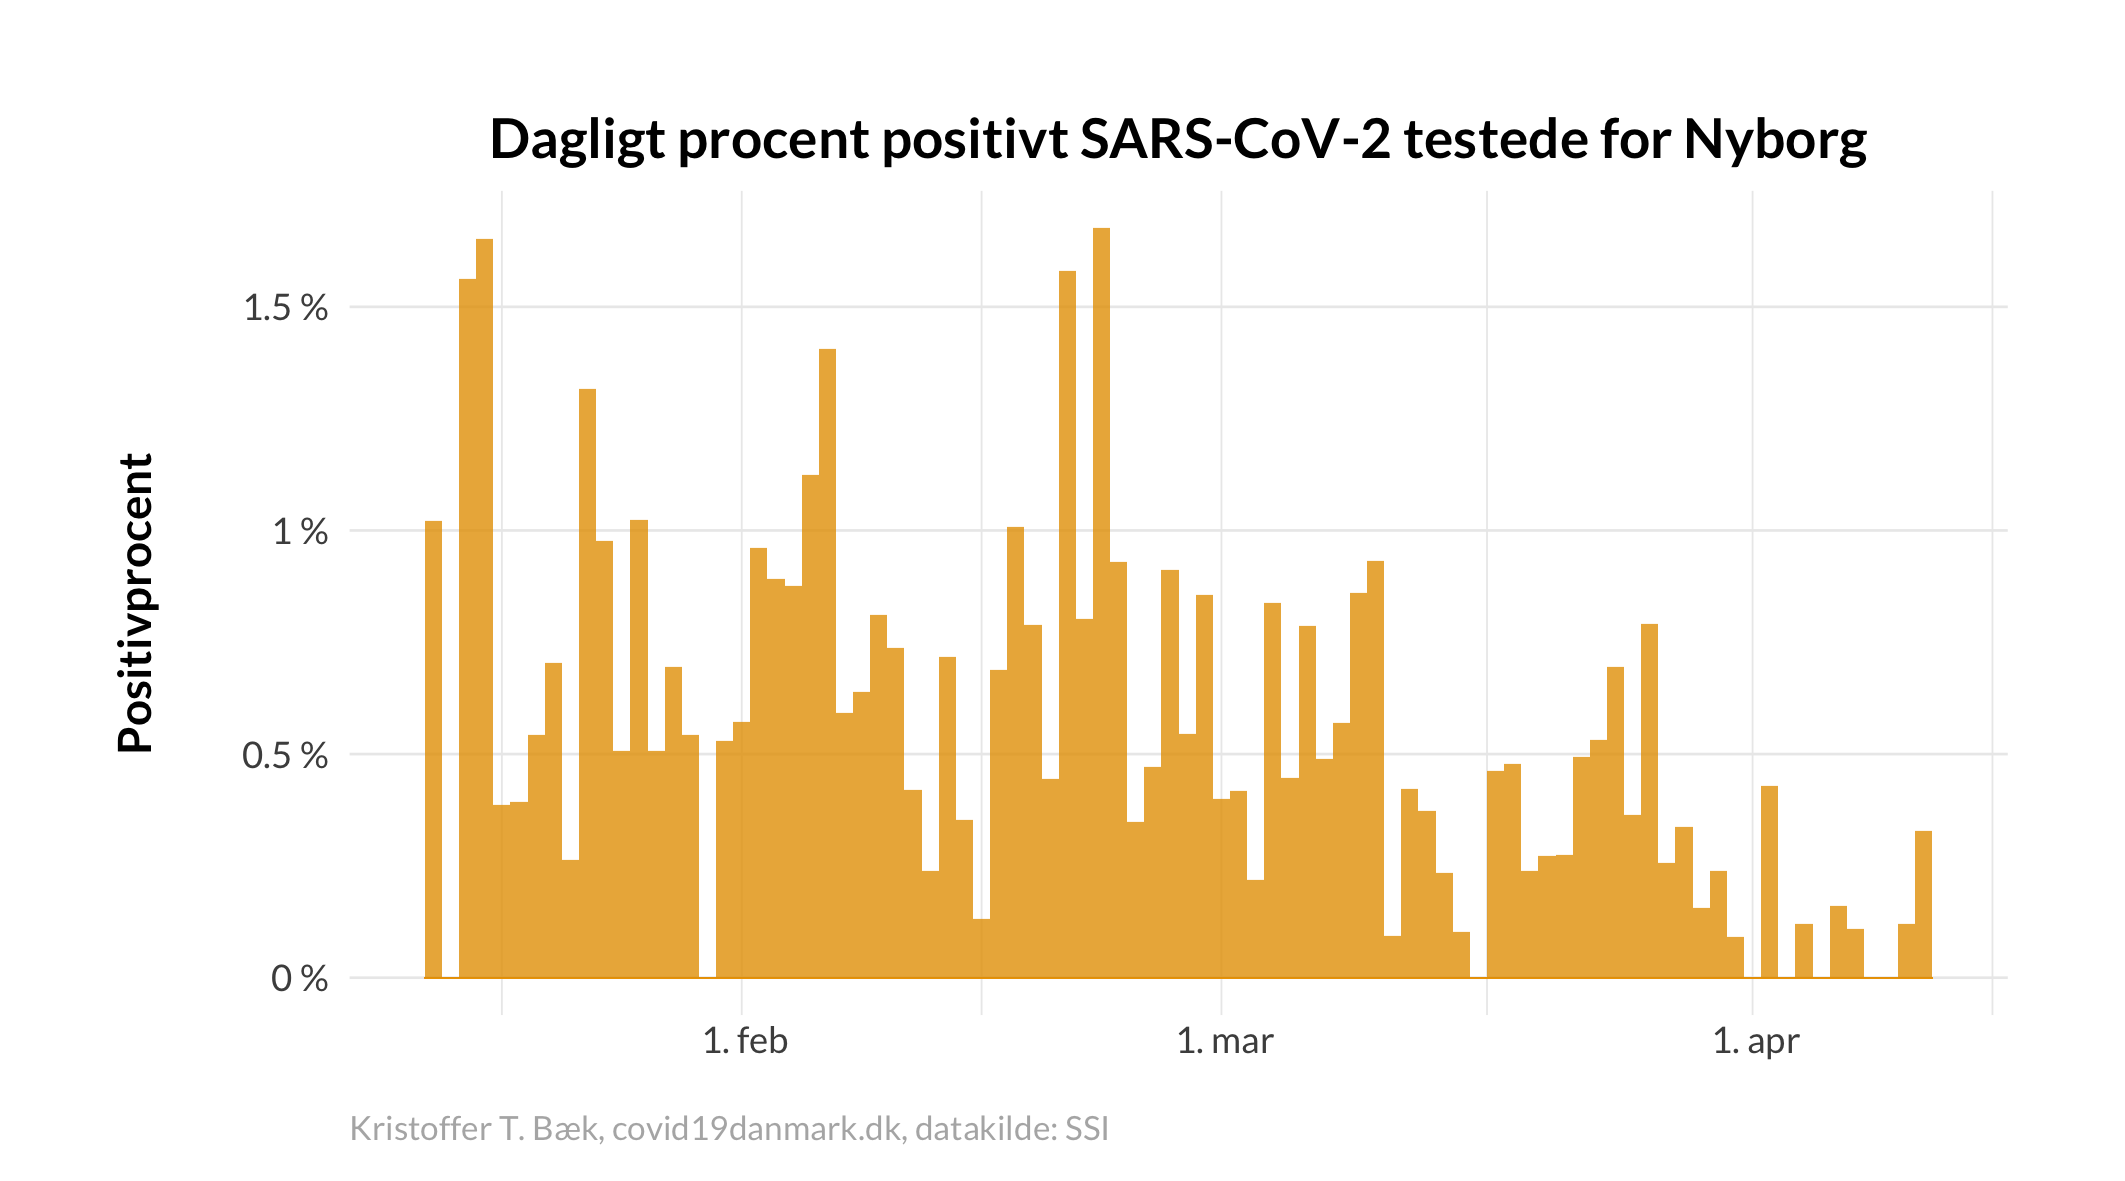 Dagligt procent positivt SARS-CoV-2 testede for Nyborg
Positivprocent
1.5 %
1 %
0.5 %
0 %
1. feb
1. mar
1. apr
Kristoffer T. Bæk, covid19danmark.dk, datakilde: SSI